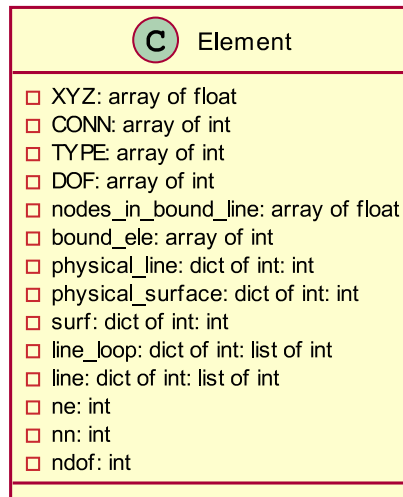 C Element
XYZ: array of float
CONN: array of int
TYPE: array of int
DOF: array of int
nodes_in_bound_line: array of float
bound_ele: array of int
physical_line: dict of int: int
physical_surface: dict of int: int
surf: dict of int: int
line_loop: dict of int: list of int
line: dict of int: list of int
ne: int
nn: int
ndof: int